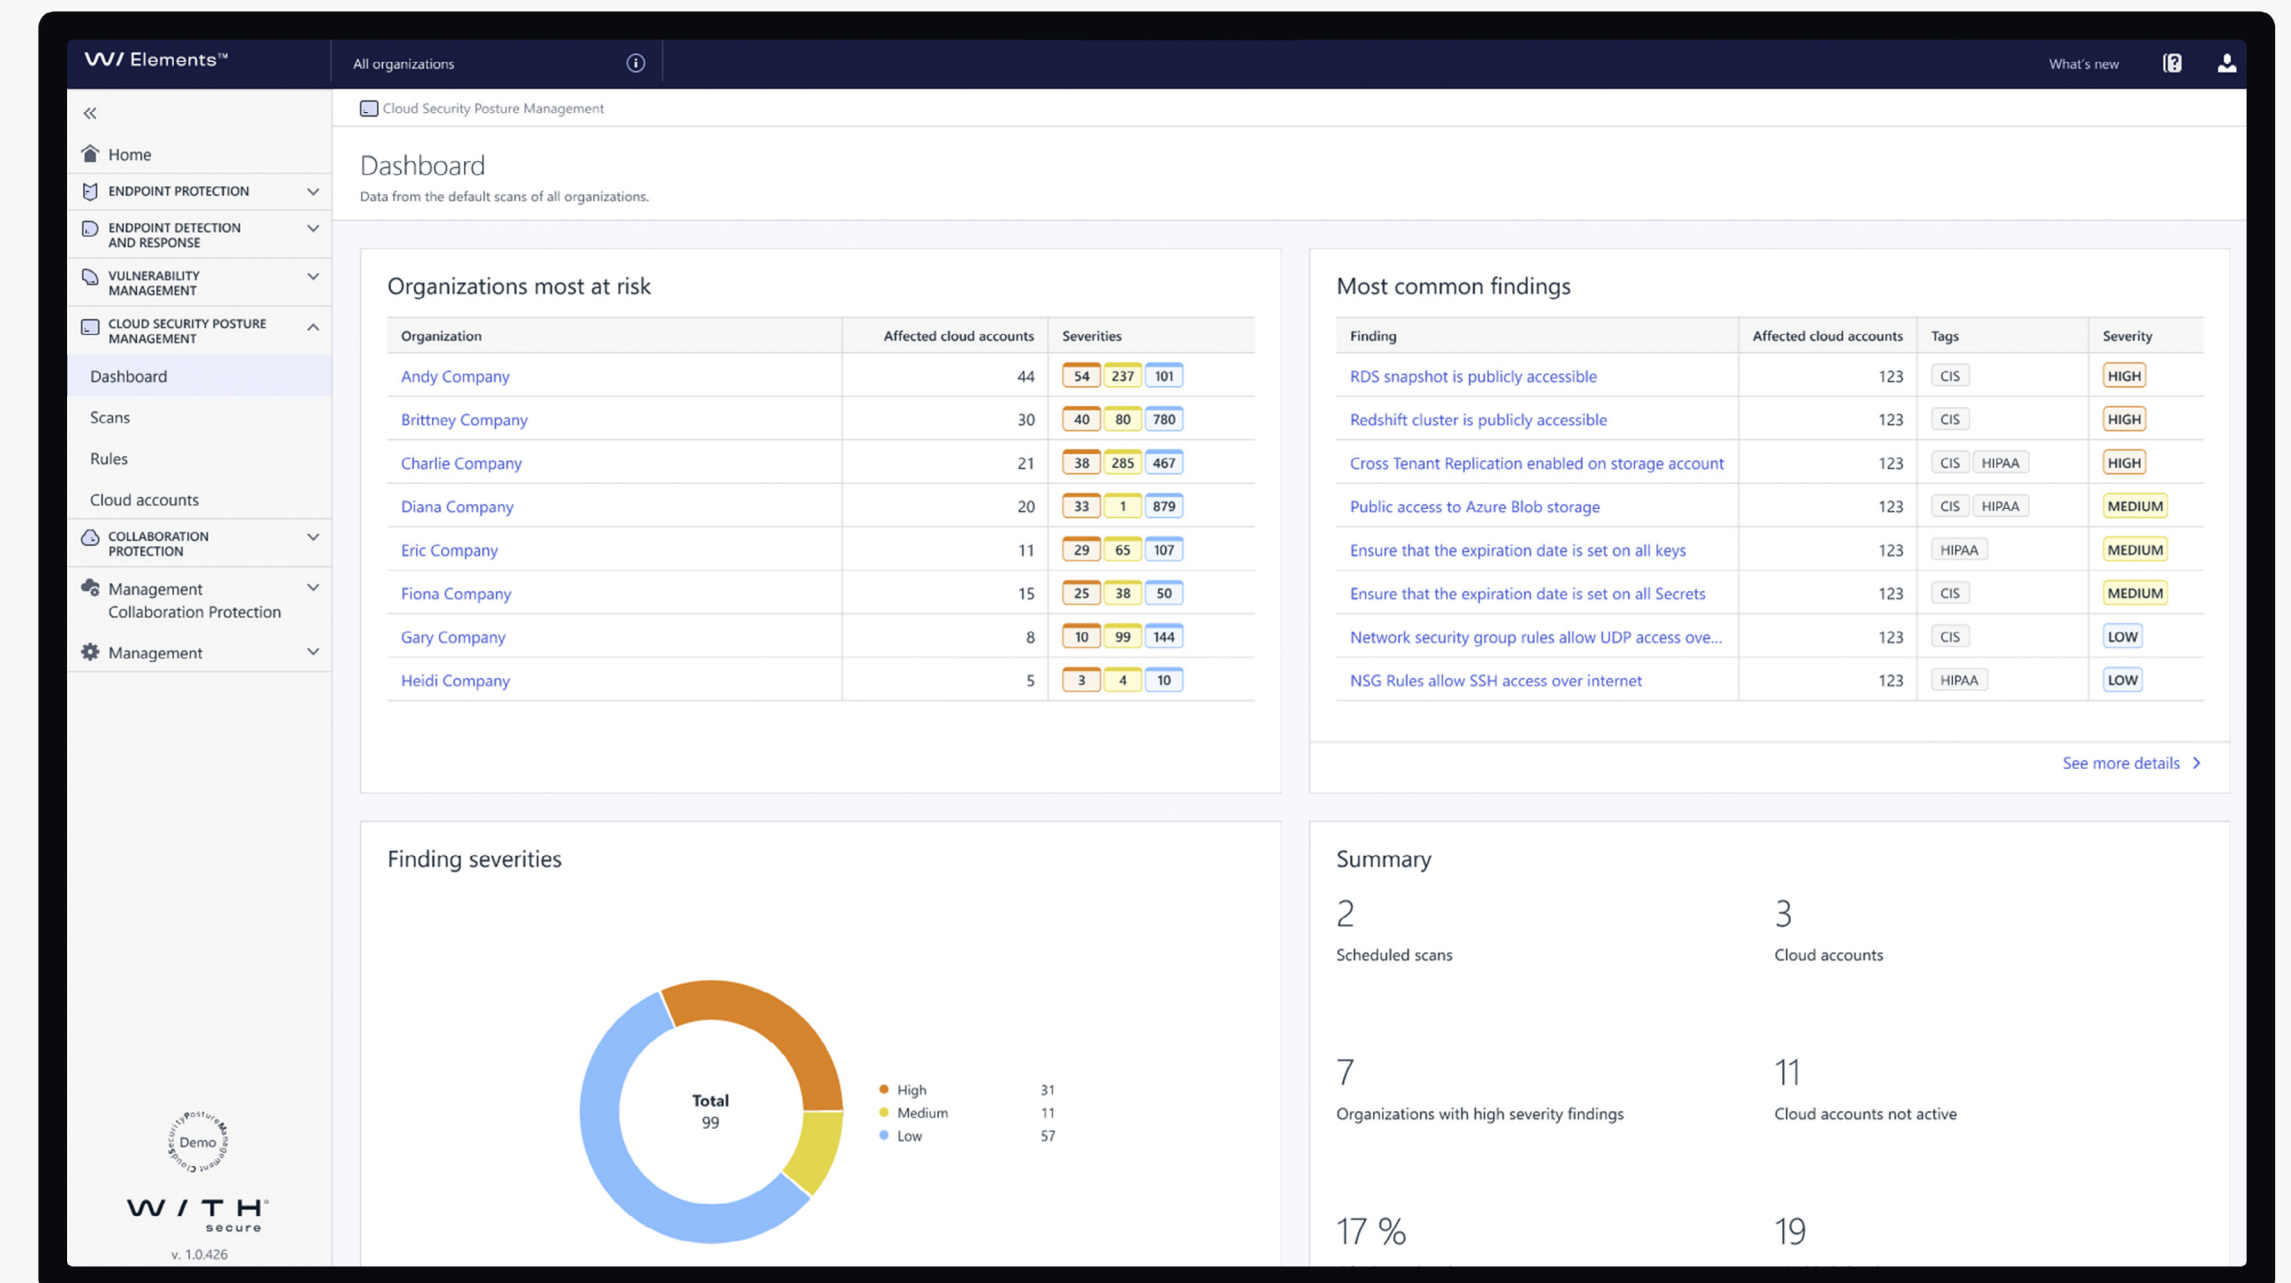 W/ Elements™
All organizations
What's new
Cloud Security Posture Management
Home
ENDPOINT PROTECTION
ENDPOINT DETECTION
AND RESPONSE
VULNERABILITY
MANAGEMENT
CLOUD SECURITY POSTURE
MANAGEMENT
Dashboard
Scans
Rules
Cloud accounts
COLLABORATION
PROTECTION
Management
Collaboration Protection
Management
Demo
Cloud Security Posture Management
W / T H®
secure
v. 1.0.426
Dashboard
Data from the default scans of all organizations.
Organizations most at risk
Organization Affected cloud accounts Severities
Andy Company 44 54 237 101
Brittney Company 30 40 80 780
Charlie Company 21 38 285 467
Diana Company 20 33 1 879
Eric Company 11 29 65 107
Fiona Company 15 25 38 50
Gary Company 8 10 99 144
Heidi Company 5 3 4 10
Most common findings
Finding Affected cloud accounts Tags Severity
RDS snapshot is publicly accessible 123 CIS HIGH
Redshift cluster is publicly accessible 123 CIS HIGH
Cross Tenant Replication enabled on storage account 123 CIS HIPAA HIGH
Public access to Azure Blob storage 123 CIS HIPAA MEDIUM
Ensure that the expiration date is set on all keys 123 HIPAA MEDIUM
Ensure that the expiration date is set on all Secrets 123 CIS MEDIUM
Network security group rules allow UDP access ove... 123 CIS LOW
NSG Rules allow SSH access over internet 123 HIPAA LOW
See more details
Finding severities
Total
99
High 31
Medium 11
Low 57
Summary
2 3
Scheduled scans Cloud accounts
7 11
Organizations with high severity findings Cloud accounts not active
17 % 19